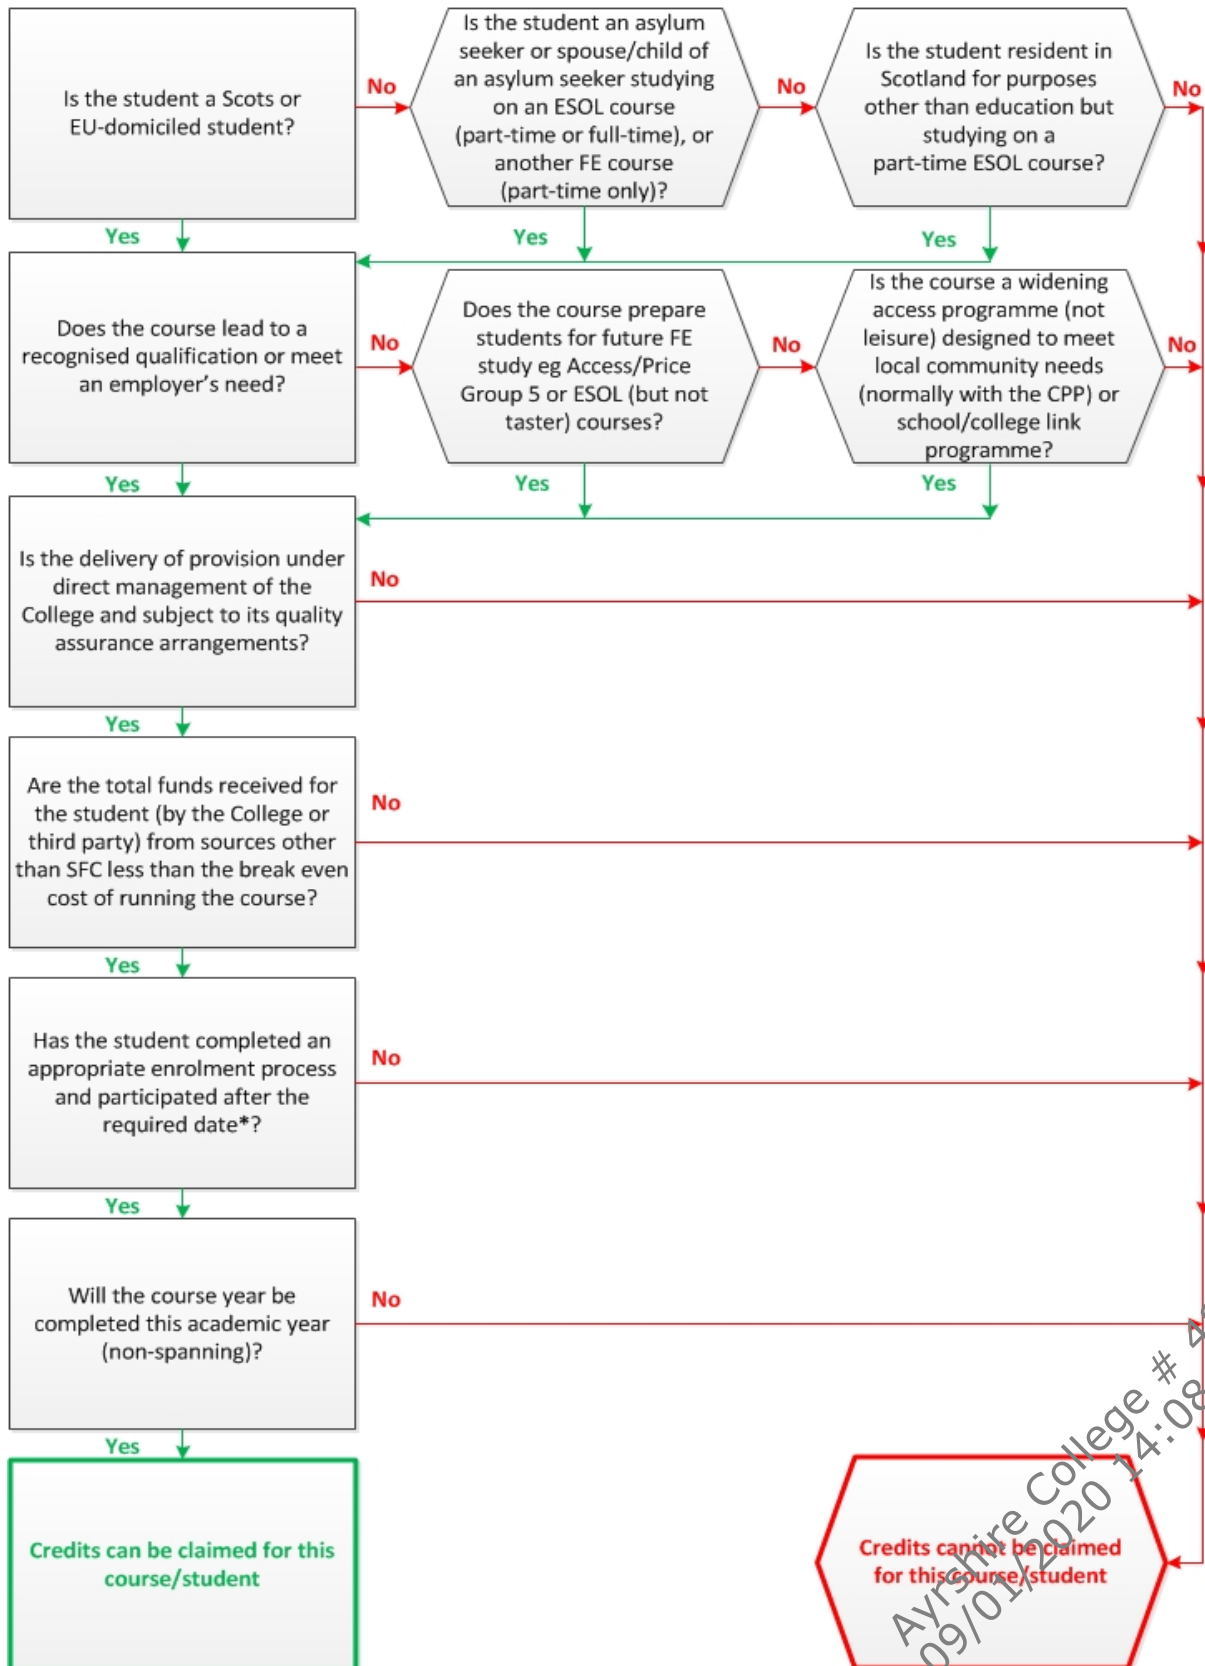 Is the student a Scots or
EU-domiciled student?
No
Is the student an asylum
seeker or spouse/child of
an asylum seeker studying
on an ESOL course
(part-time or full-time), or
another FE course
(part-time only)?
No
Is the student resident in
Scotland for purposes
other than education but
studying on a
part-time ESOL course?
No
Yes
Yes
Yes
Does the course lead to a
recognised qualification or meet
an employer's need?
No
Does the course prepare
students for future FE
study eg Access/Price
Group 5 or ESOL (but not
taster) courses?
No
Is the course a widening
access programme (not
leisure) designed to meet
local community needs
(normally with the CPP) or
school/college link
programme?
No
Yes
Yes
Yes
Is the delivery of provision under
direct management of the
College and subject to its quality
assurance arrangements?
No
Yes
Are the total funds received for
the student (by the College or
third party) from sources other
than SFC less than the break even
cost of running the course?
No
Yes
Has the student completed an
appropriate enrolment process
and participated after the
required date*?
No
Yes
Will the course year be
completed this academic year
(non-spanning)?
No
Yes
Credits can be claimed for this
course/student
Credits cannot be claimed
for this course/student
Ayrshire College #
09/01/2020 14:08